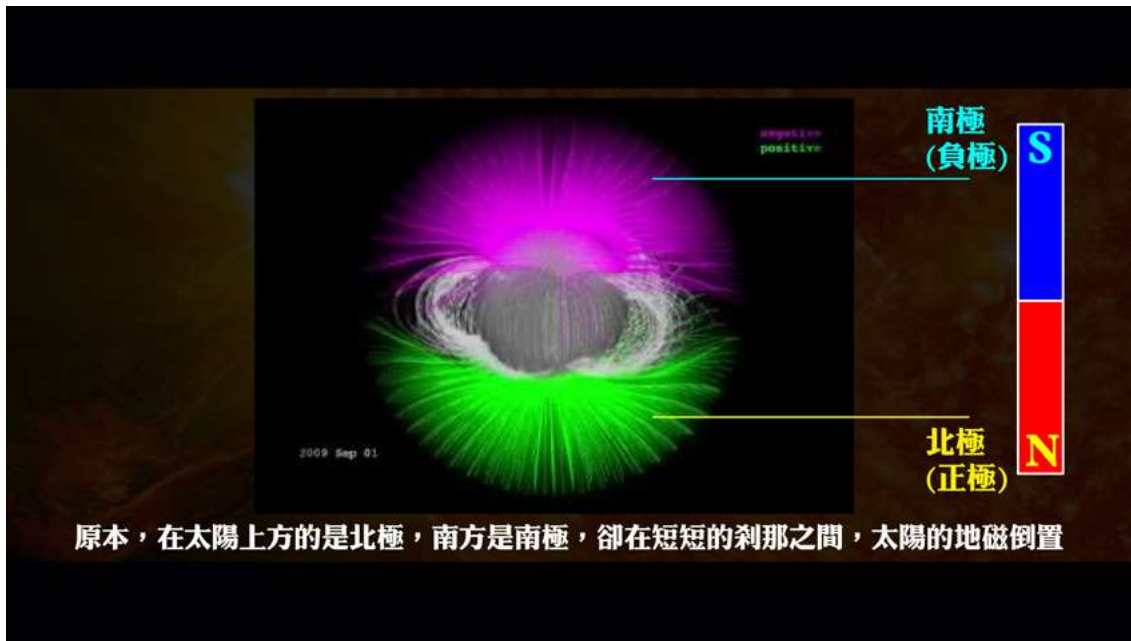 negative
positive
南極
(負極)
S
2009 Sep 01
北極
(正極)
N
原本，在太陽上方的是北極，南方是南極，卻在短短的剎那之間，太陽的地磁倒置